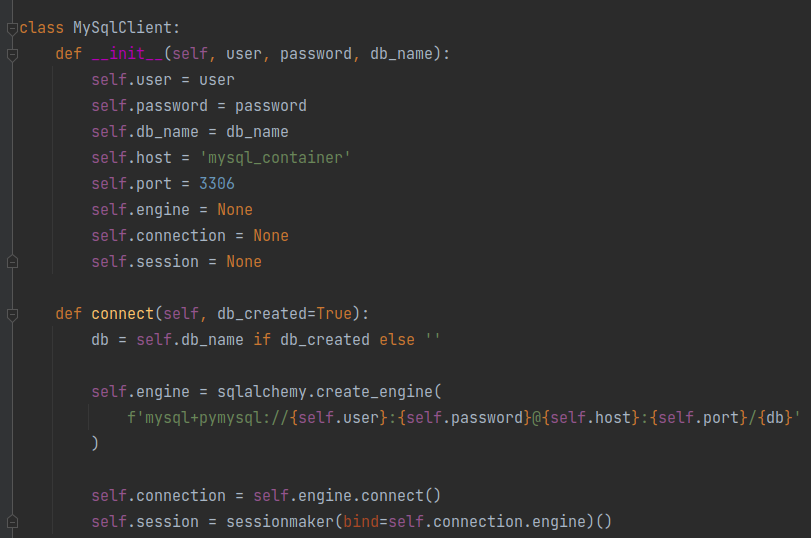 class MySqlClient:
    def __init__(self, user, password, db_name):
        self.user = user
        self.password = password
        self.db_name = db_name
        self.host = 'mysql_container'
        self.port = 3306
        self.engine = None
        self.connection = None
        self.session = None
    def connect(self, db_created=True):
        db = self.db_name if db_created else ''
        self.engine = sqlalchemy.create_engine(
            f'mysql+pymysql://{self.user}:{self.password}@{self.host}:{self.port}/{db}'
        )
        self.connection = self.engine.connect()
        self.session = sessionmaker(bind=self.connection.engine)()